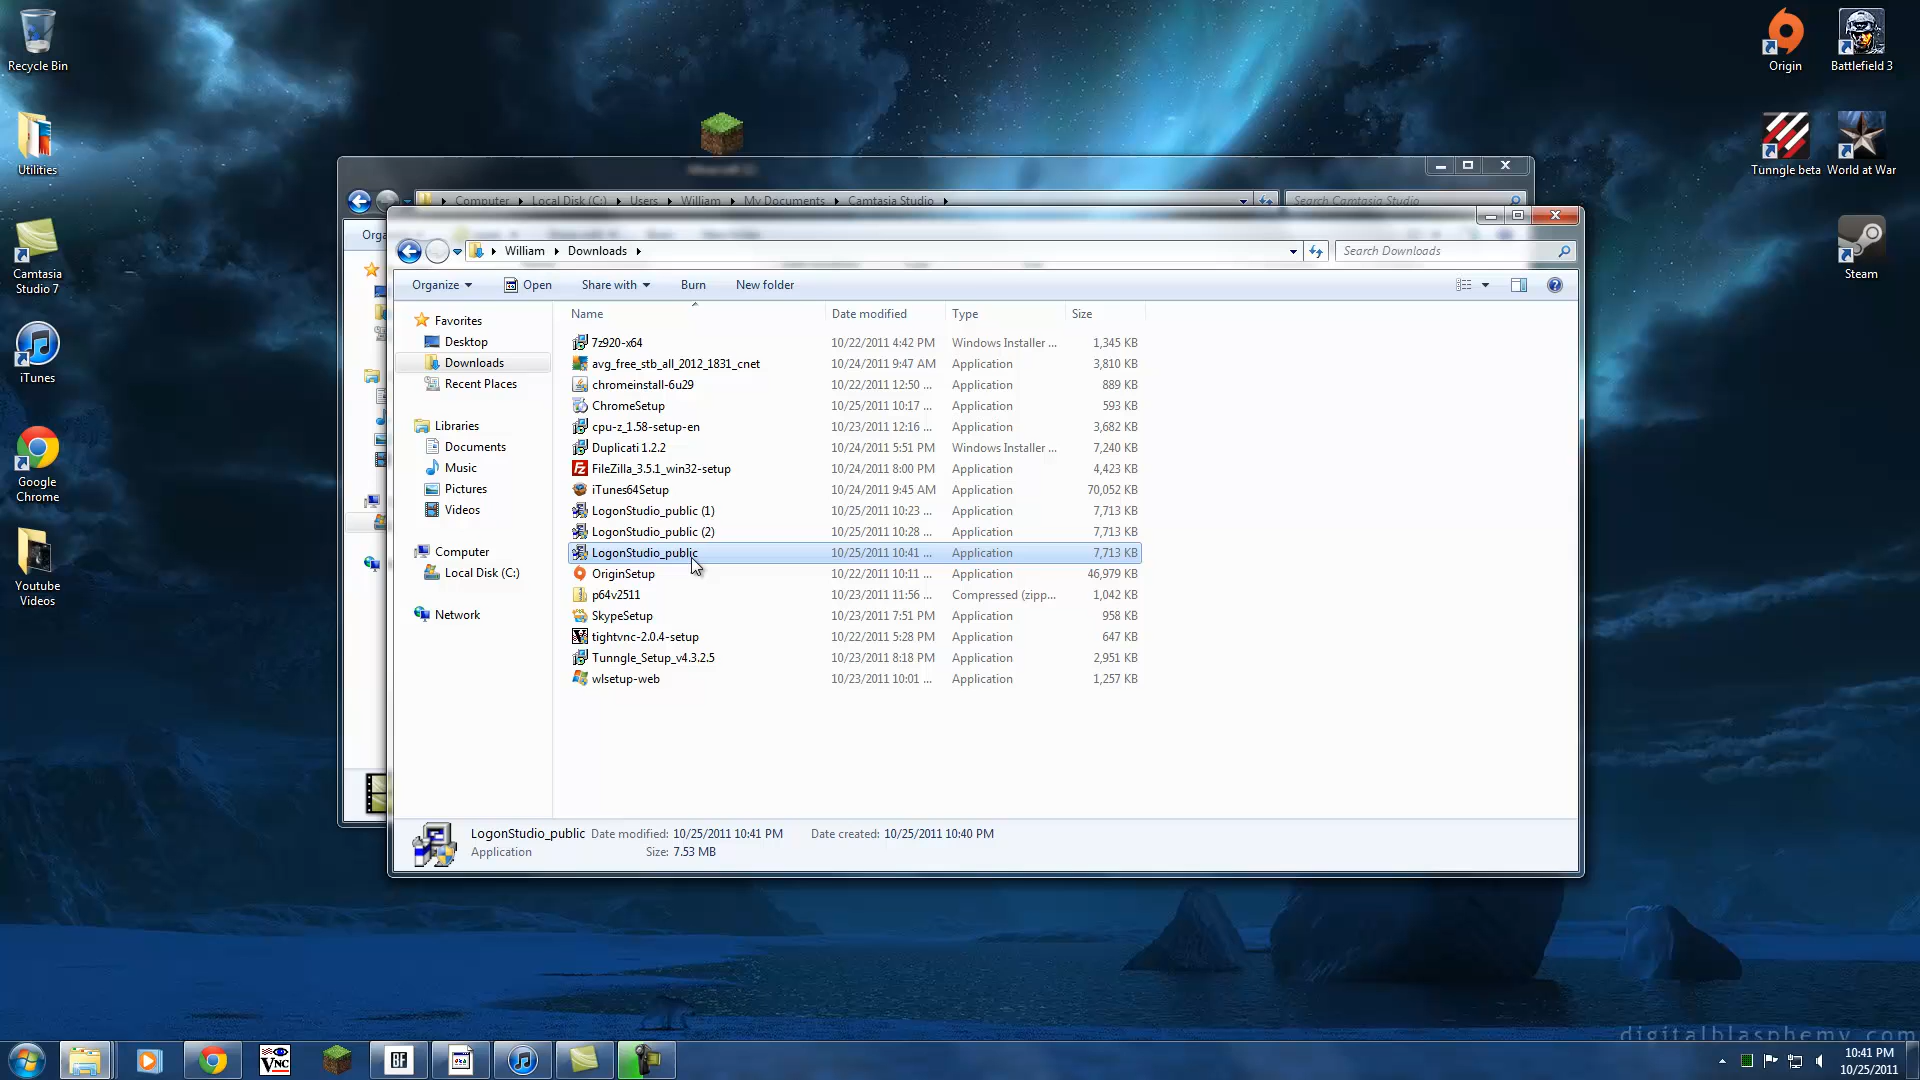 Recycle Bin
Utilities
Camtasia
Studio 7
iTunes
Google
Chrome
Youtube
Videos
Origin
Battlefield 3
Tunngle beta
World at War
Steam
Computer
Local Disk (C:)
Users
William
My Documents
Camtasia Studio
Search Camtasia Studio
Orga
William
Downloads
Search Downloads
Organize
Open
Share with
Burn
New folder
Favorites
Desktop
Downloads
Recent Places
Libraries
Documents
Music
Pictures
Videos
Computer
Local Disk (C:)
Network
Name Date modified Type Size
7z920-x64 10/22/2011 4:42 PM Windows Installer ... 1,345 KB
avg_free_stb_all_2012_1831_cnet 10/24/2011 9:47 AM Application 3,810 KB
chromeinstall-6u29 10/22/2011 12:50 ... Application 889 KB
ChromeSetup 10/25/2011 10:17 ... Application 593 KB
cpu-z_1.58-setup-en 10/23/2011 12:16 ... Application 3,682 KB
Duplicati 1.2.2 10/24/2011 5:51 PM Windows Installer ... 7,240 KB
FileZilla_3.5.1_win32-setup 10/24/2011 8:00 PM Application 4,423 KB
iTunes64Setup 10/24/2011 9:45 AM Application 70,052 KB
LogonStudio_public (1) 10/25/2011 10:23 ... Application 7,713 KB
LogonStudio_public (2) 10/25/2011 10:28 ... Application 7,713 KB
LogonStudio_public 10/25/2011 10:41 ... Application 7,713 KB
OriginSetup 10/22/2011 10:11 ... Application 46,979 KB
p64v2511 10/23/2011 11:56 ... Compressed (zipp... 1,042 KB
SkypeSetup 10/23/2011 7:51 PM Application 958 KB
tightvnc-2.0.4-setup 10/22/2011 5:28 PM Application 647 KB
Tunngle_Setup_v4.3.2.5 10/23/2011 8:18 PM Application 2,951 KB
wlsetup-web 10/23/2011 10:01 ... Application 1,257 KB
LogonStudio_public Date modified: 10/25/2011 10:41 PM Date created: 10/25/2011 10:40 PM
Application Size: 7.53 MB
digitalblasphemy.com
VNC
BF
10:41 PM
10/25/2011